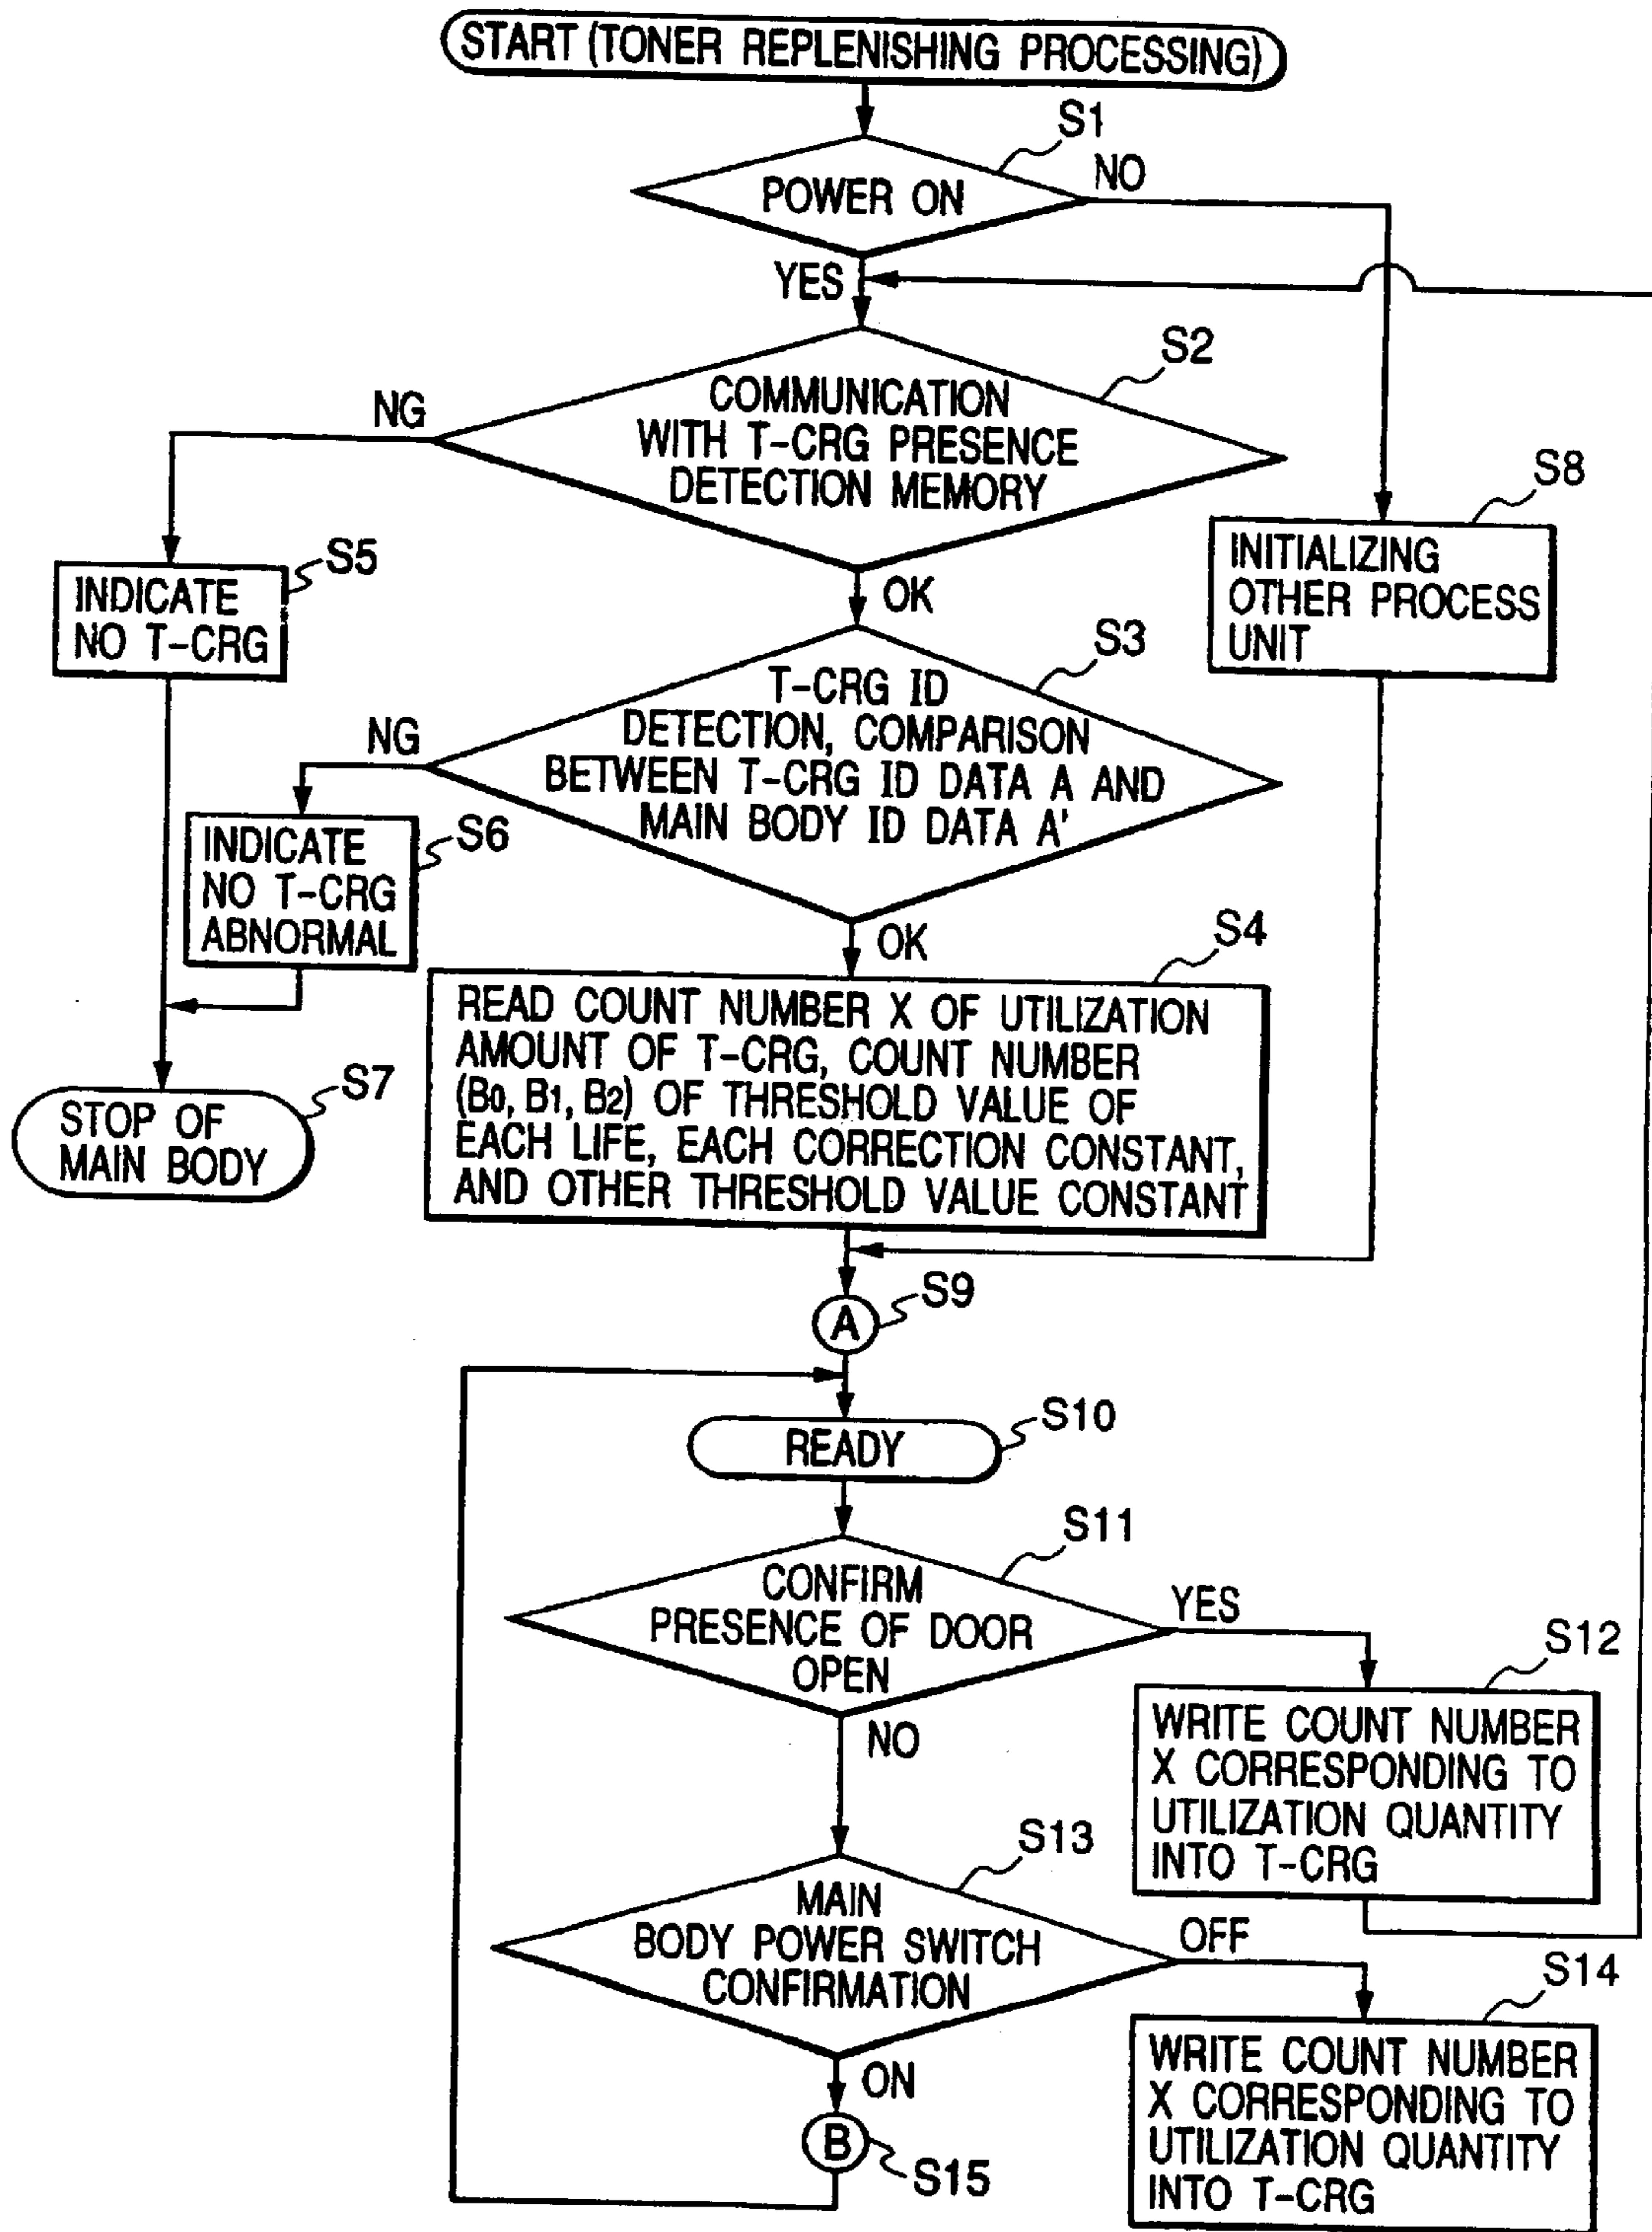 START (TONER REPLENISHING PROCESSING)
S1
POWER ON
NO
YES
S2
COMMUNICATION
WITH T-CRG PRESENCE
DETECTION MEMORY
NG
OK
S8
INITIALIZING
OTHER PROCESS
UNIT
S5
INDICATE
NO T-CRG
S3
T-CRG ID
DETECTION, COMPARISON
BETWEEN T-CRG ID DATA A AND
MAIN BODY ID DATA A'
NG
OK
S6
INDICATE
NO T-CRG
ABNORMAL
S7
STOP OF
MAIN BODY
S4
READ COUNT NUMBER X OF UTILIZATION
AMOUNT OF T-CRG, COUNT NUMBER
(B0, B1, B2) OF THRESHOLD VALUE OF
EACH LIFE, EACH CORRECTION CONSTANT,
AND OTHER THRESHOLD VALUE CONSTANT
S9
A
S10
READY
S11
CONFIRM
PRESENCE OF DOOR
OPEN
YES
NO
S12
WRITE COUNT NUMBER
X CORRESPONDING TO
UTILIZATION QUANTITY
INTO T-CRG
S13
MAIN
BODY POWER SWITCH
CONFIRMATION
OFF
ON
S14
WRITE COUNT NUMBER
X CORRESPONDING TO
UTILIZATION QUANTITY
INTO T-CRG
B
S15